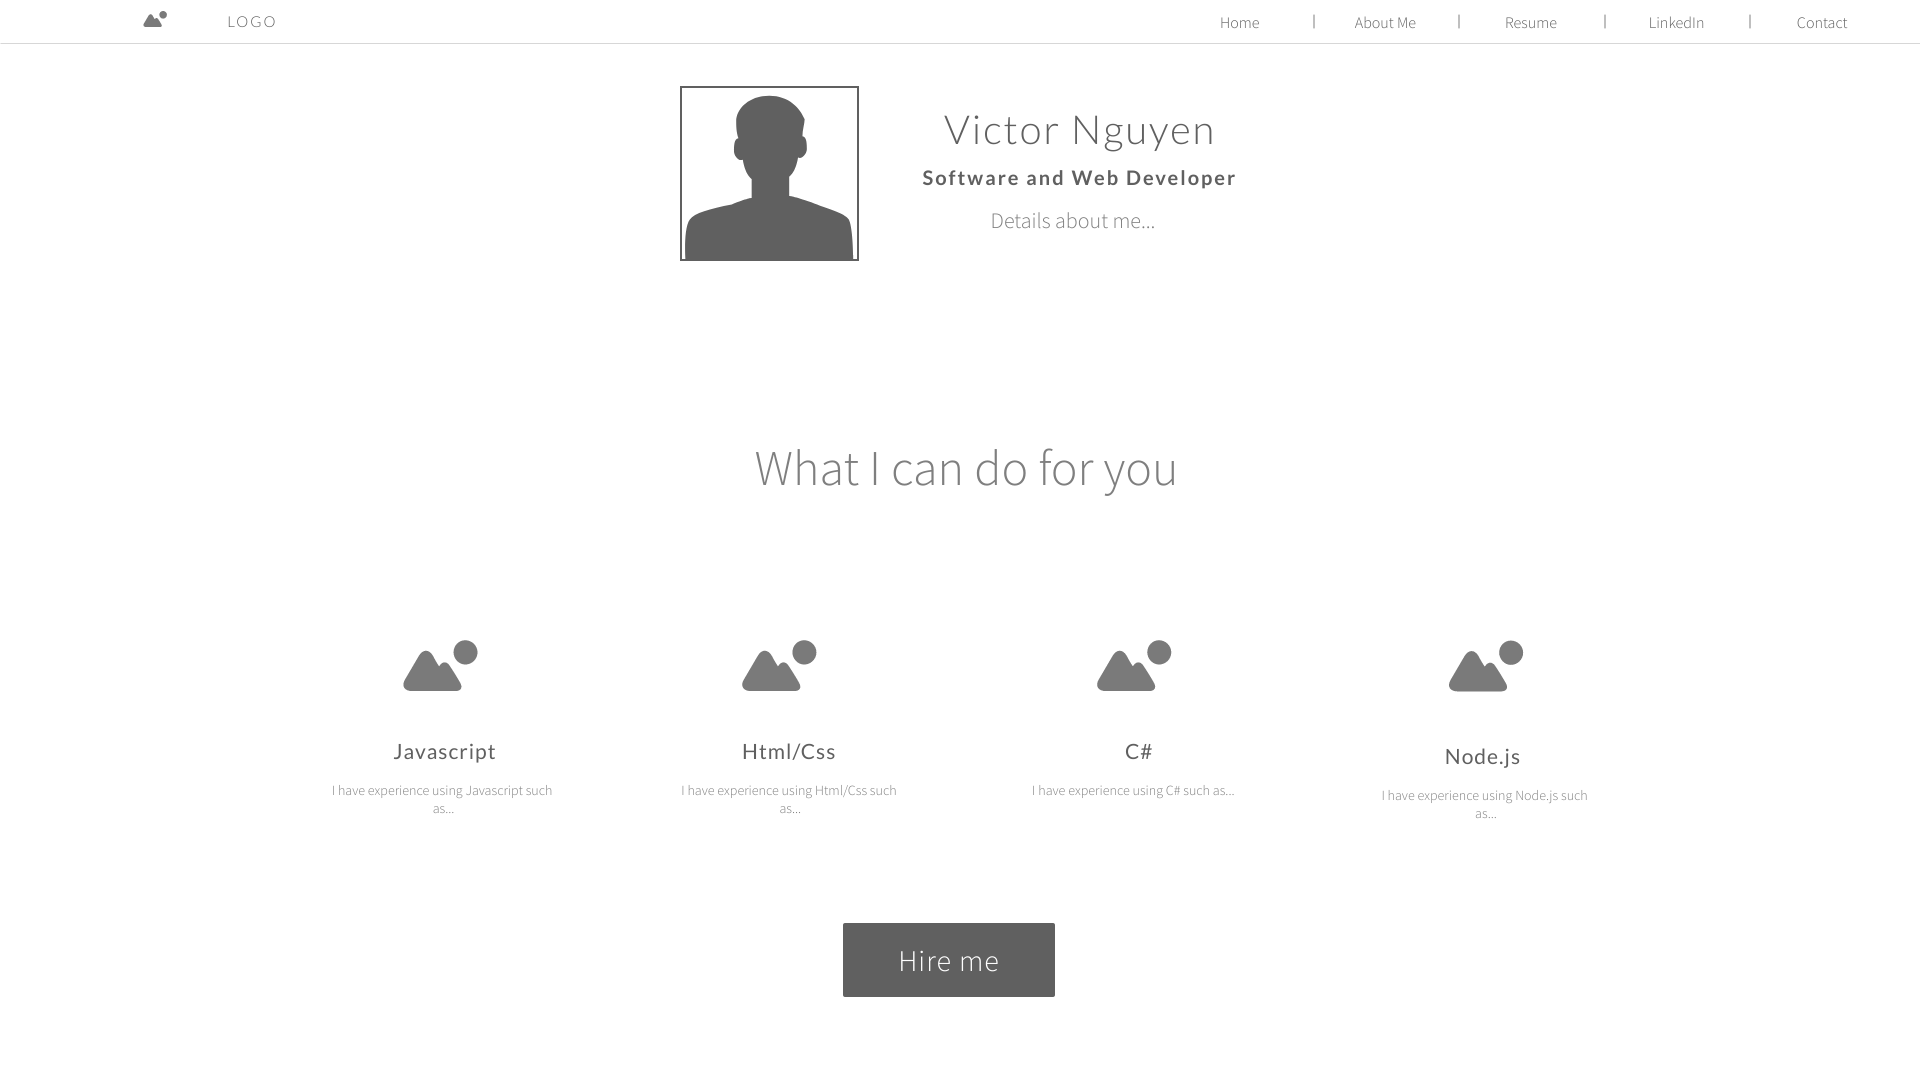 LOGO
Home | About Me | Resume | LinkedIn | Contact
Victor Nguyen
Software and Web Developer
Details about me...
What I can do for you
Javascript
I have experience using Javascript such
as...
Html/Css
I have experience using Html/Css such
as...
C#
I have experience using C# such as...
Node.js
I have experience using Node.js such
as...
Hire me